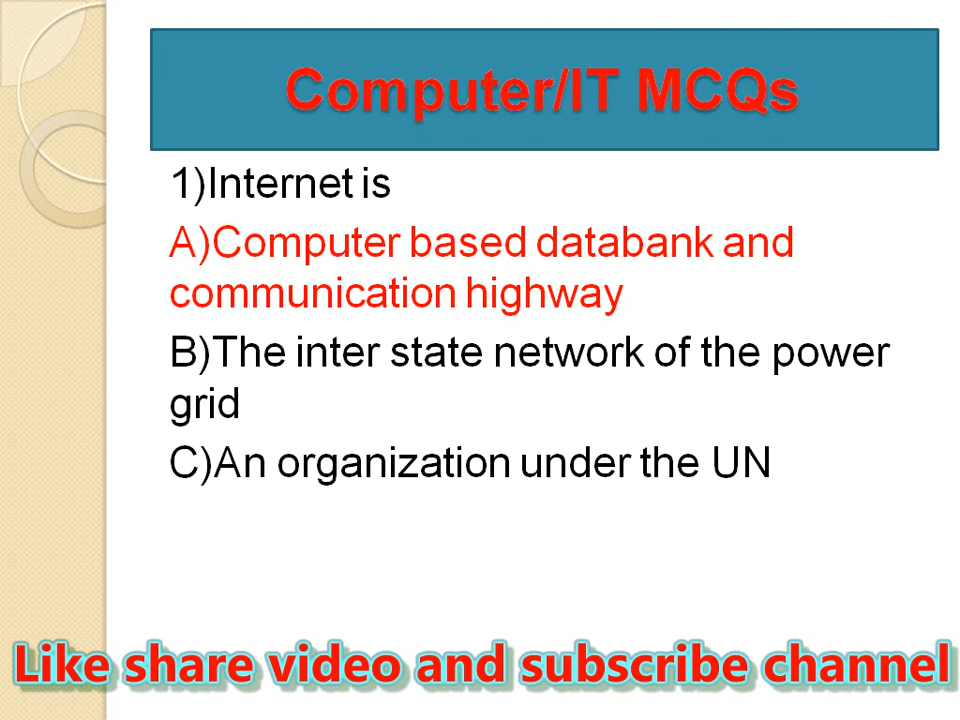 Computer/IT MCQs
1)Internet is
A)Computer based databank and
communication highway
B)The inter state network of the power
grid
C)An organization under the UN
Like share video and subscribe channel